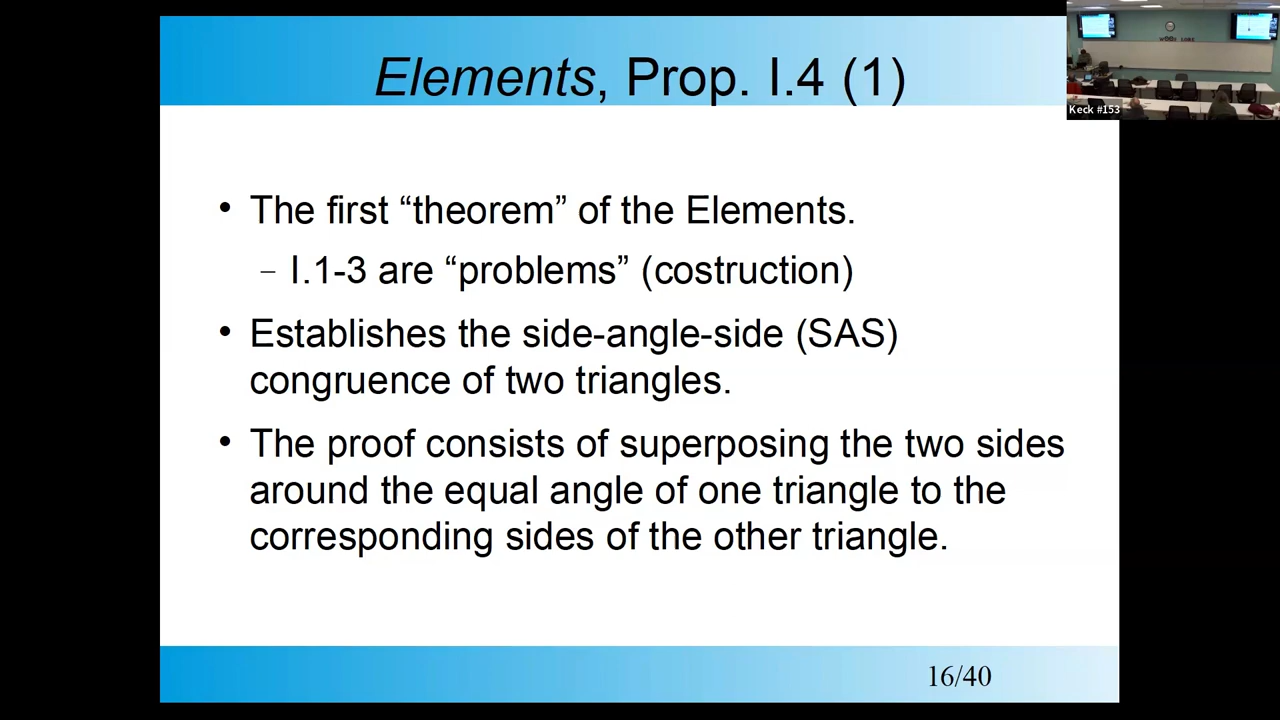 Elements, Prop. I.4 (1)
Keck #153
• The first “theorem” of the Elements.
– I.1-3 are “problems” (costruction)
• Establishes the side-angle-side (SAS)
congruence of two triangles.
• The proof consists of superposing the two sides
around the equal angle of one triangle to the
corresponding sides of the other triangle.
16/40